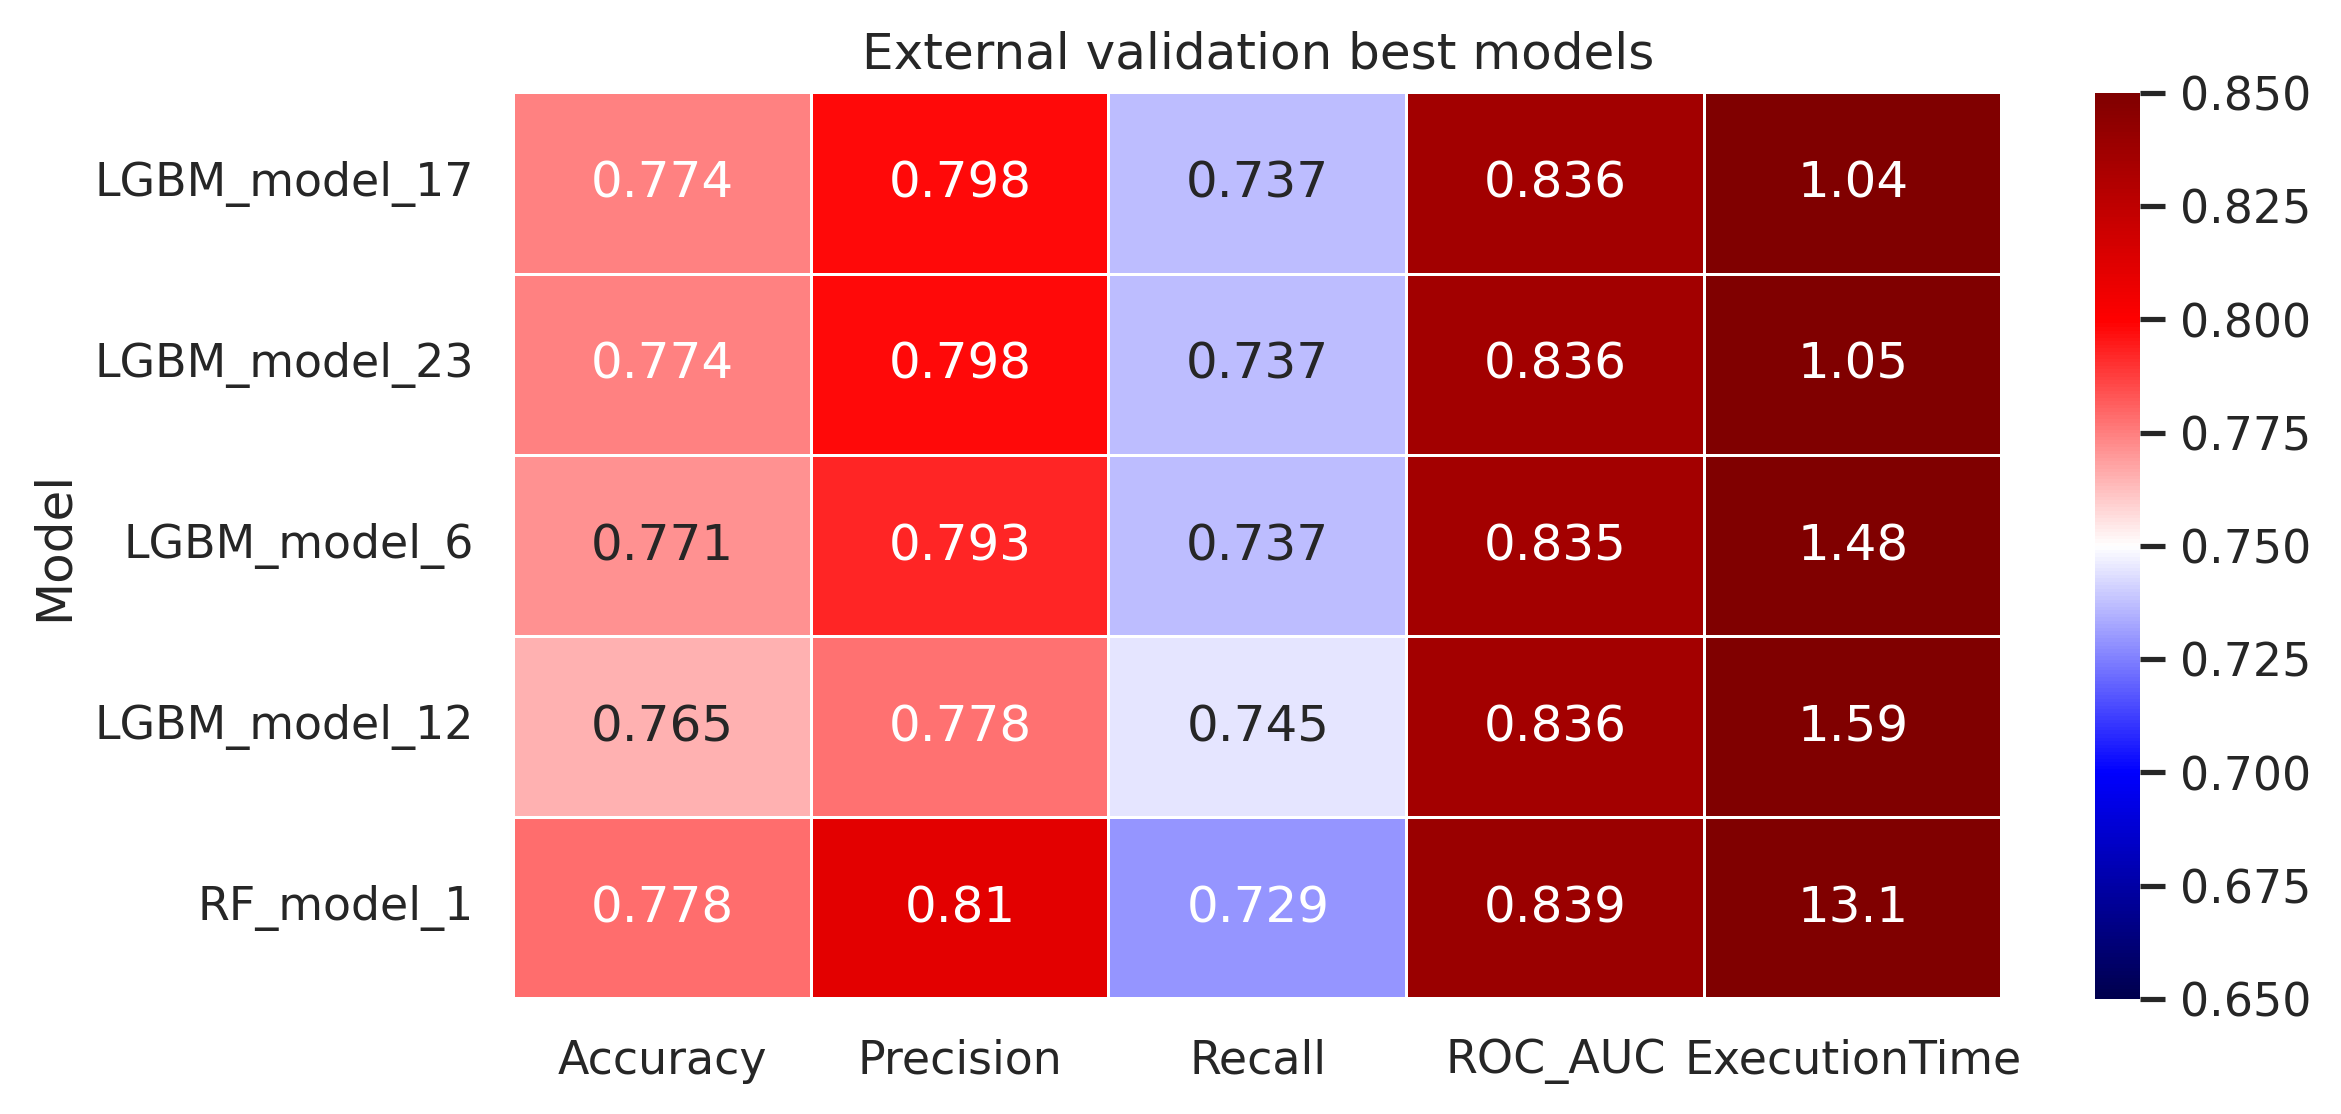 External validation best models
LGBM_model_17 0.774 0.798 0.737 0.836 1.04
LGBM_model_23 0.774 0.798 0.737 0.836 1.05
LGBM_model_6 0.771 0.793 0.737 0.835 1.48
LGBM_model_12 0.765 0.778 0.745 0.836 1.59
RF_model_1 0.778 0.81 0.729 0.839 13.1
Accuracy Precision Recall ROC_AUC ExecutionTime
Model
0.850
0.825
0.800
0.775
0.750
0.725
0.700
0.675
0.650